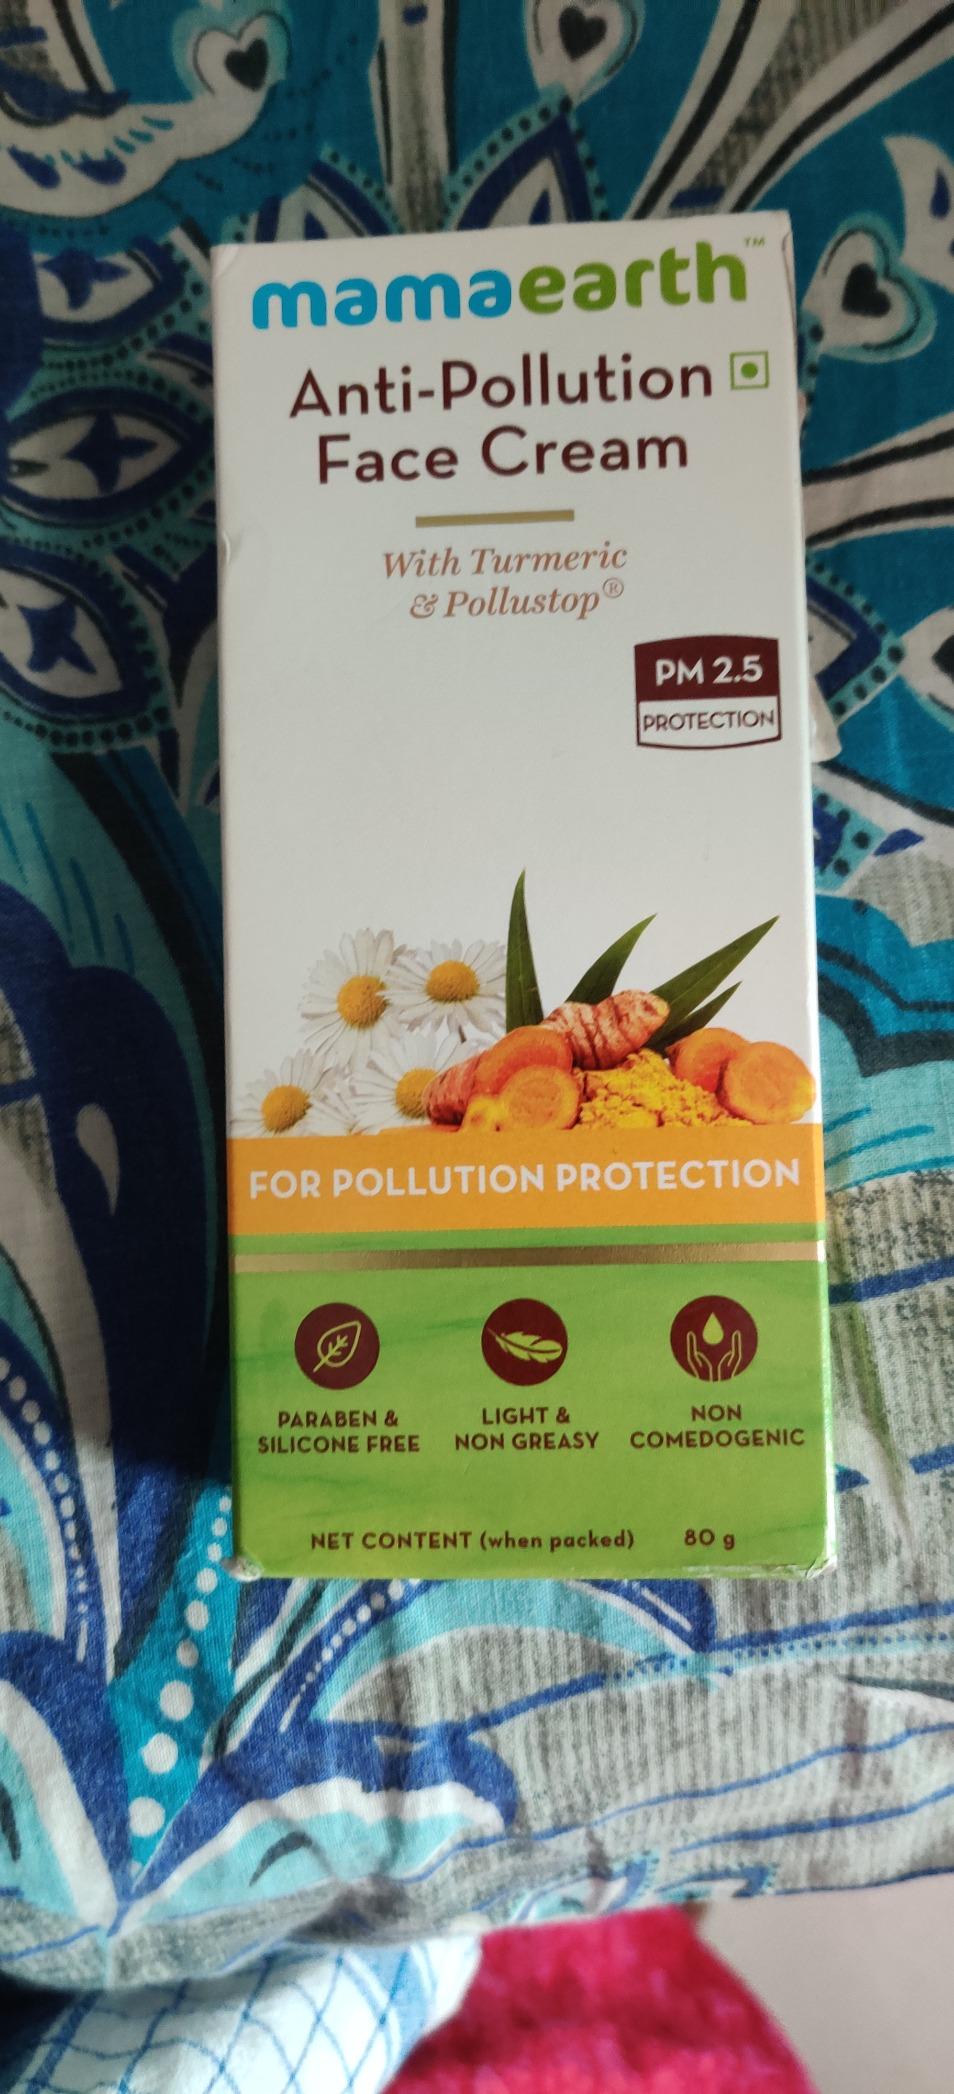 mamaearth™
Anti-Pollution
Face Cream
With Turmeric
& Pollustop®
PM 2.5
PROTECTION
FOR POLLUTION PROTECTION
PARABEN &
SILICONE FREE
LIGHT &
NON GREASY
NON
COMEDOGENIC
NET CONTENT (when packed) 80 g